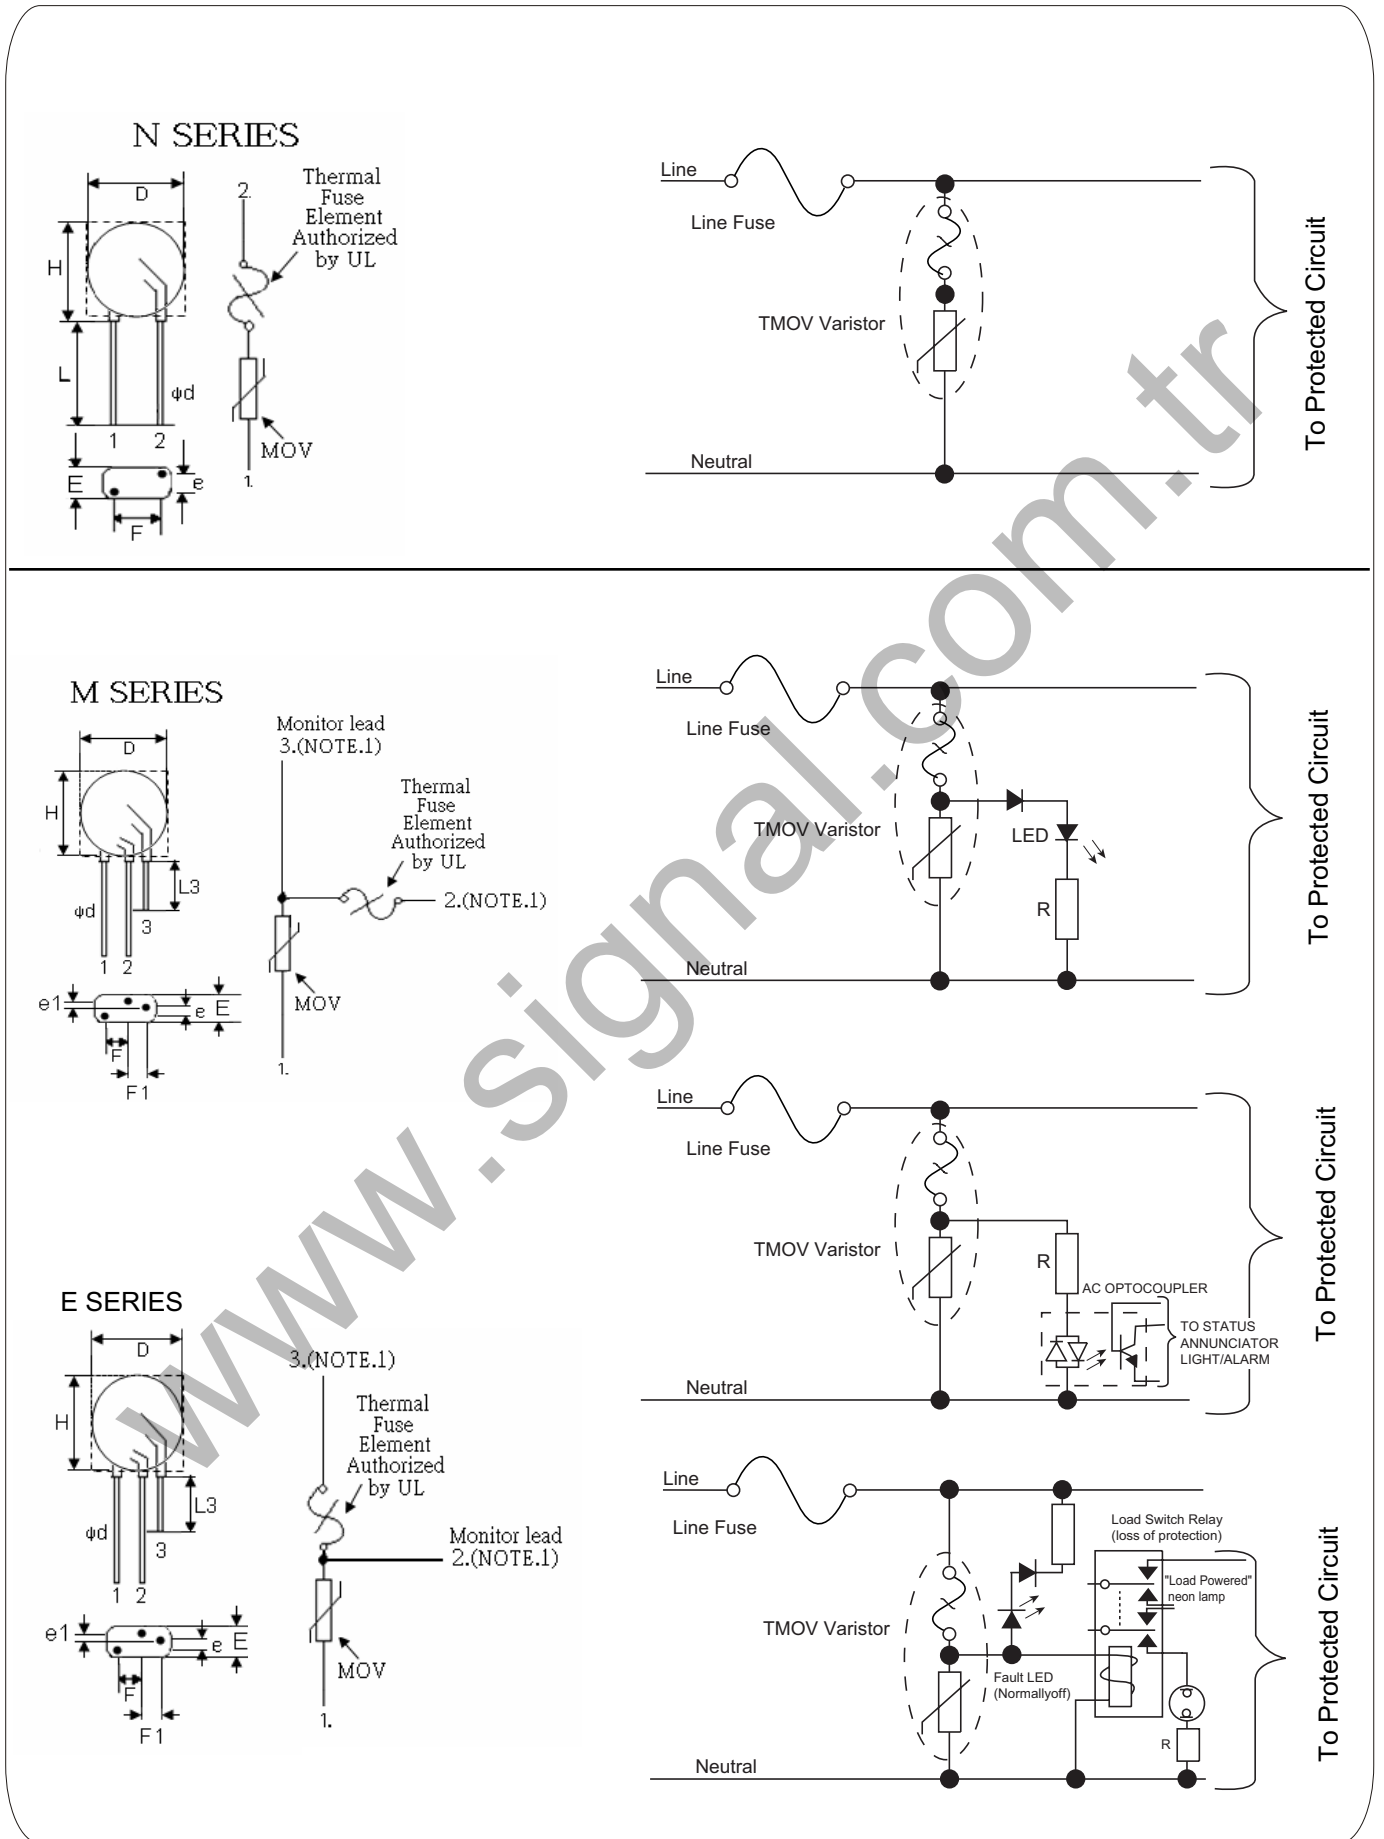 N SERIES
D
H
L
φd
1 2
E
e
F
2.
Thermal
Fuse
Element
Authorized
by UL
MOV
1.
Line
Line Fuse
TMOV Varistor
Neutral
To Protected Circuit
M SERIES
D
H
L3
φd
3
1 2
e1
e
E
F
F1
Monitor lead
3.(NOTE.1)
Thermal
Fuse
Element
Authorized
by UL
2.(NOTE.1)
MOV
1.
Line
Line Fuse
TMOV Varistor
LED
R
Neutral
To Protected Circuit
Line
Line Fuse
TMOV Varistor
R
AC OPTOCOUPLER
TO STATUS
ANNUNCIATOR
LIGHT/ALARM
Neutral
To Protected Circuit
E SERIES
D
H
L3
φd
3
1 2
e1
e
E
F
F1
3.(NOTE.1)
Thermal
Fuse
Element
Authorized
by UL
Monitor lead
2.(NOTE.1)
MOV
1.
Line
Line Fuse
TMOV Varistor
Load Switch Relay
(loss of protection)
"Load Powered"
neon lamp
Fault LED
(Normallyoff)
R
Neutral
To Protected Circuit
www.signal.com.tr